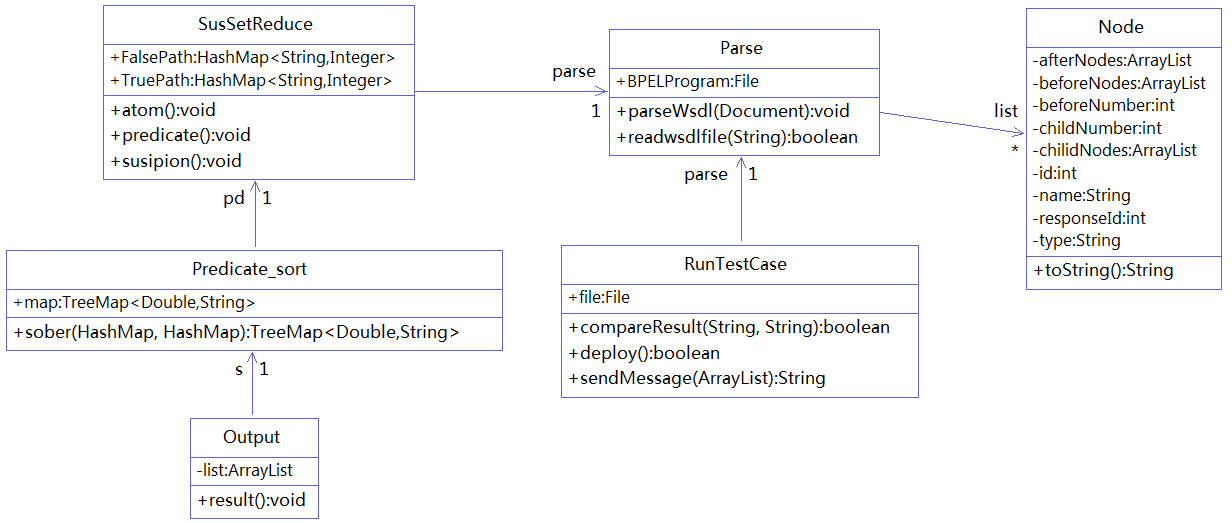 SusSetReduce
+FalsePath:HashMap<String,Integer>
+TruePath:HashMap<String,Integer>
+atom():void
+predicate():void
+susipion():void
parse
1
Parse
+BPELProgram:File
+parseWsdl(Document):void
+readwsdlfile(String):boolean
list
*
Node
-afterNodes:ArrayList
-beforeNodes:ArrayList
-beforeNumber:int
-childNumber:int
-chilidNodes:ArrayList
-id:int
-name:String
-responseId:int
-type:String
+toString():String
pd 1
parse 1
Predicate_sort
+map:TreeMap<Double,String>
+sober(HashMap, HashMap):TreeMap<Double,String>
RunTestCase
+file:File
+compareResult(String, String):boolean
+deploy():boolean
+sendMessage(ArrayList):String
s 1
Output
-list:ArrayList
+result():void